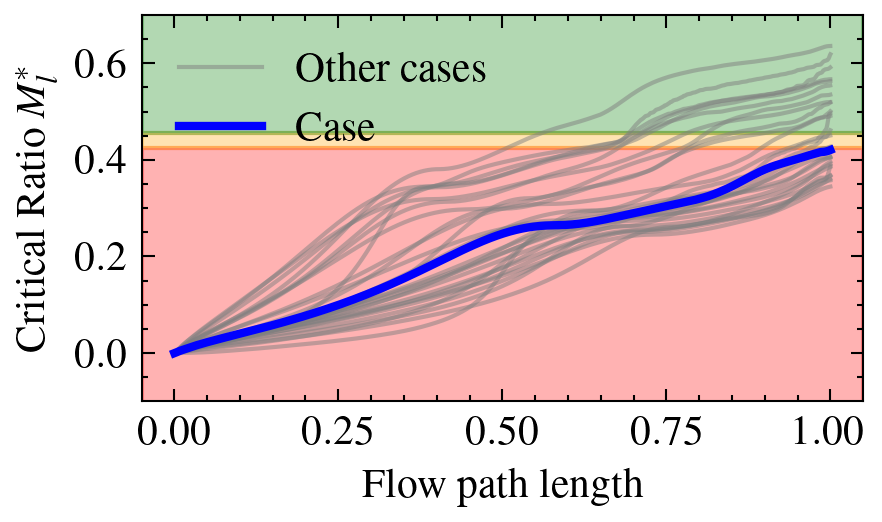 Other cases
Case
Critical Ratio $M_l^*$
0.6
0.4
0.2
0.0
0.00 0.25 0.50 0.75 1.00
Flow path length